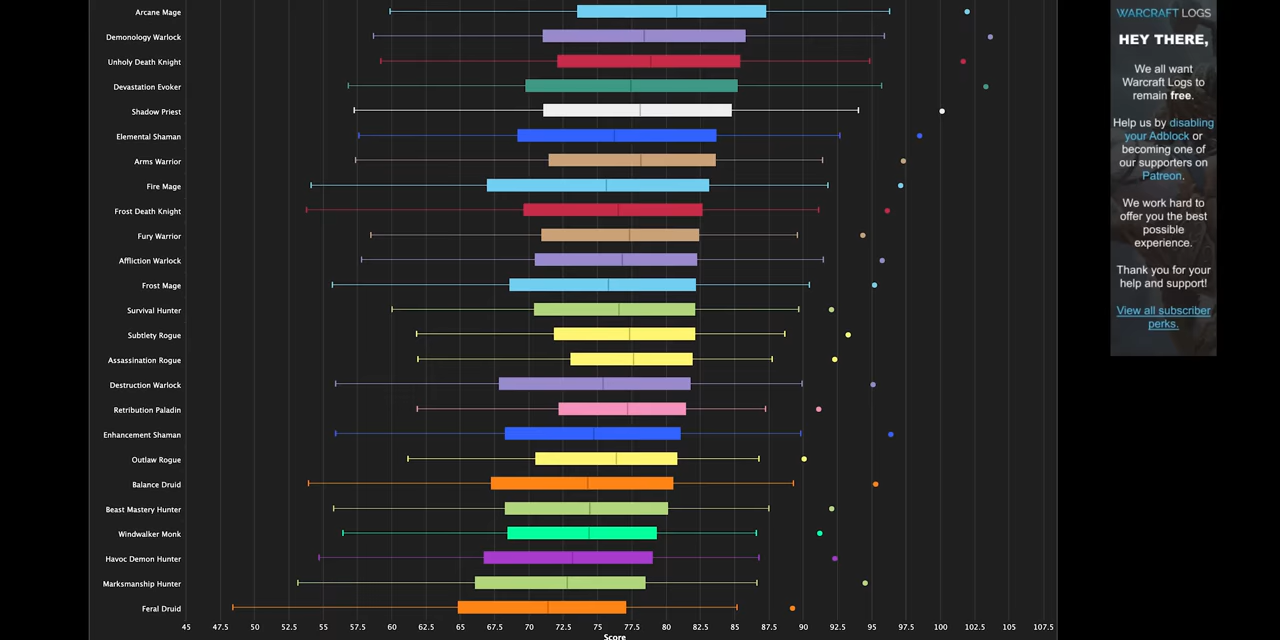 Arcane Mage
Demonology Warlock
Unholy Death Knight
Devastation Evoker
Shadow Priest
Elemental Shaman
Arms Warrior
Fire Mage
Frost Death Knight
Fury Warrior
Affliction Warlock
Frost Mage
Survival Hunter
Subtlety Rogue
Assassination Rogue
Destruction Warlock
Retribution Paladin
Enhancement Shaman
Outlaw Rogue
Balance Druid
Beast Mastery Hunter
Windwalker Monk
Havoc Demon Hunter
Marksmanship Hunter
Feral Druid
45 47.5 50 52.5 55 57.5 60 62.5 65 67.5 70 72.5 75 77.5 80 82.5 85 87.5 90 92.5 95 97.5 100 102.5 105 107.5
Score
WARCRAFT LOGS
HEY THERE,
We all want
Warcraft Logs to
remain free.
Help us by disabling
your Adblock or
becoming one of
our supporters on
Patreon.
We work hard to
offer you the best
possible
experience.
Thank you for your
help and support!
View all subscriber
perks.